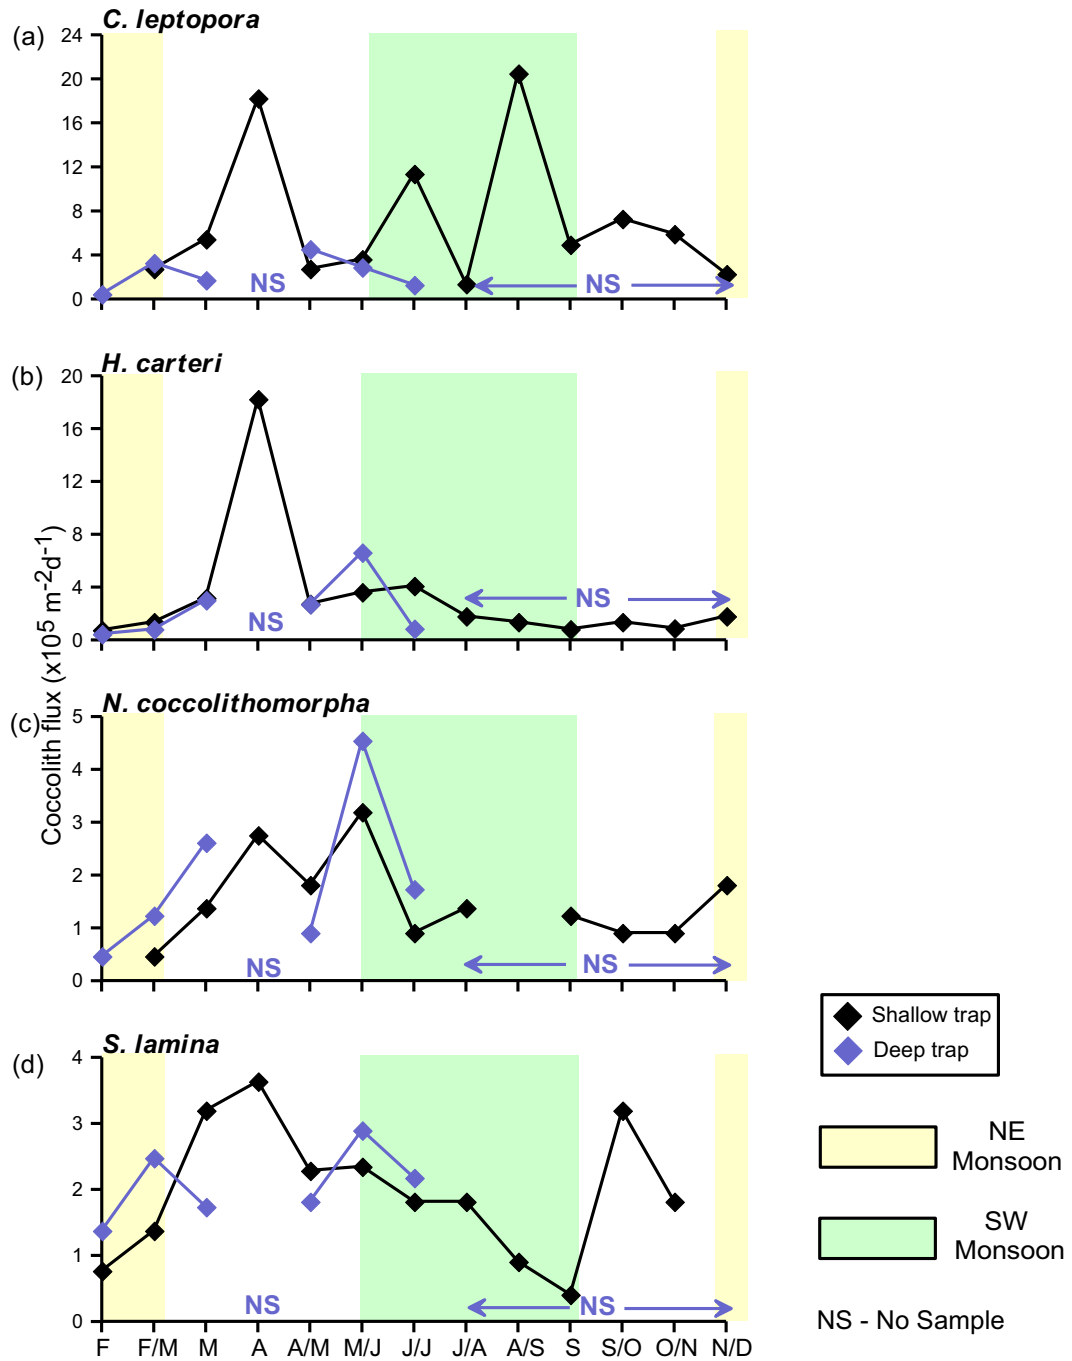 (a)
C. leptopora
24
20
16
12
8
4
0
NS
NS
(b)
H. carteri
20
16
12
8
4
0
NS
NS
Coccolith flux (x10⁵ m⁻²d⁻¹)
(c)
N. coccolithomorpha
5
4
3
2
1
0
NS
NS
(d)
S. lamina
4
3
2
1
0
NS
NS
F F/M M A A/M M/J J/J J/A A/S S S/O O/N N/D
Shallow trap
Deep trap
NE
Monsoon
SW
Monsoon
NS - No Sample